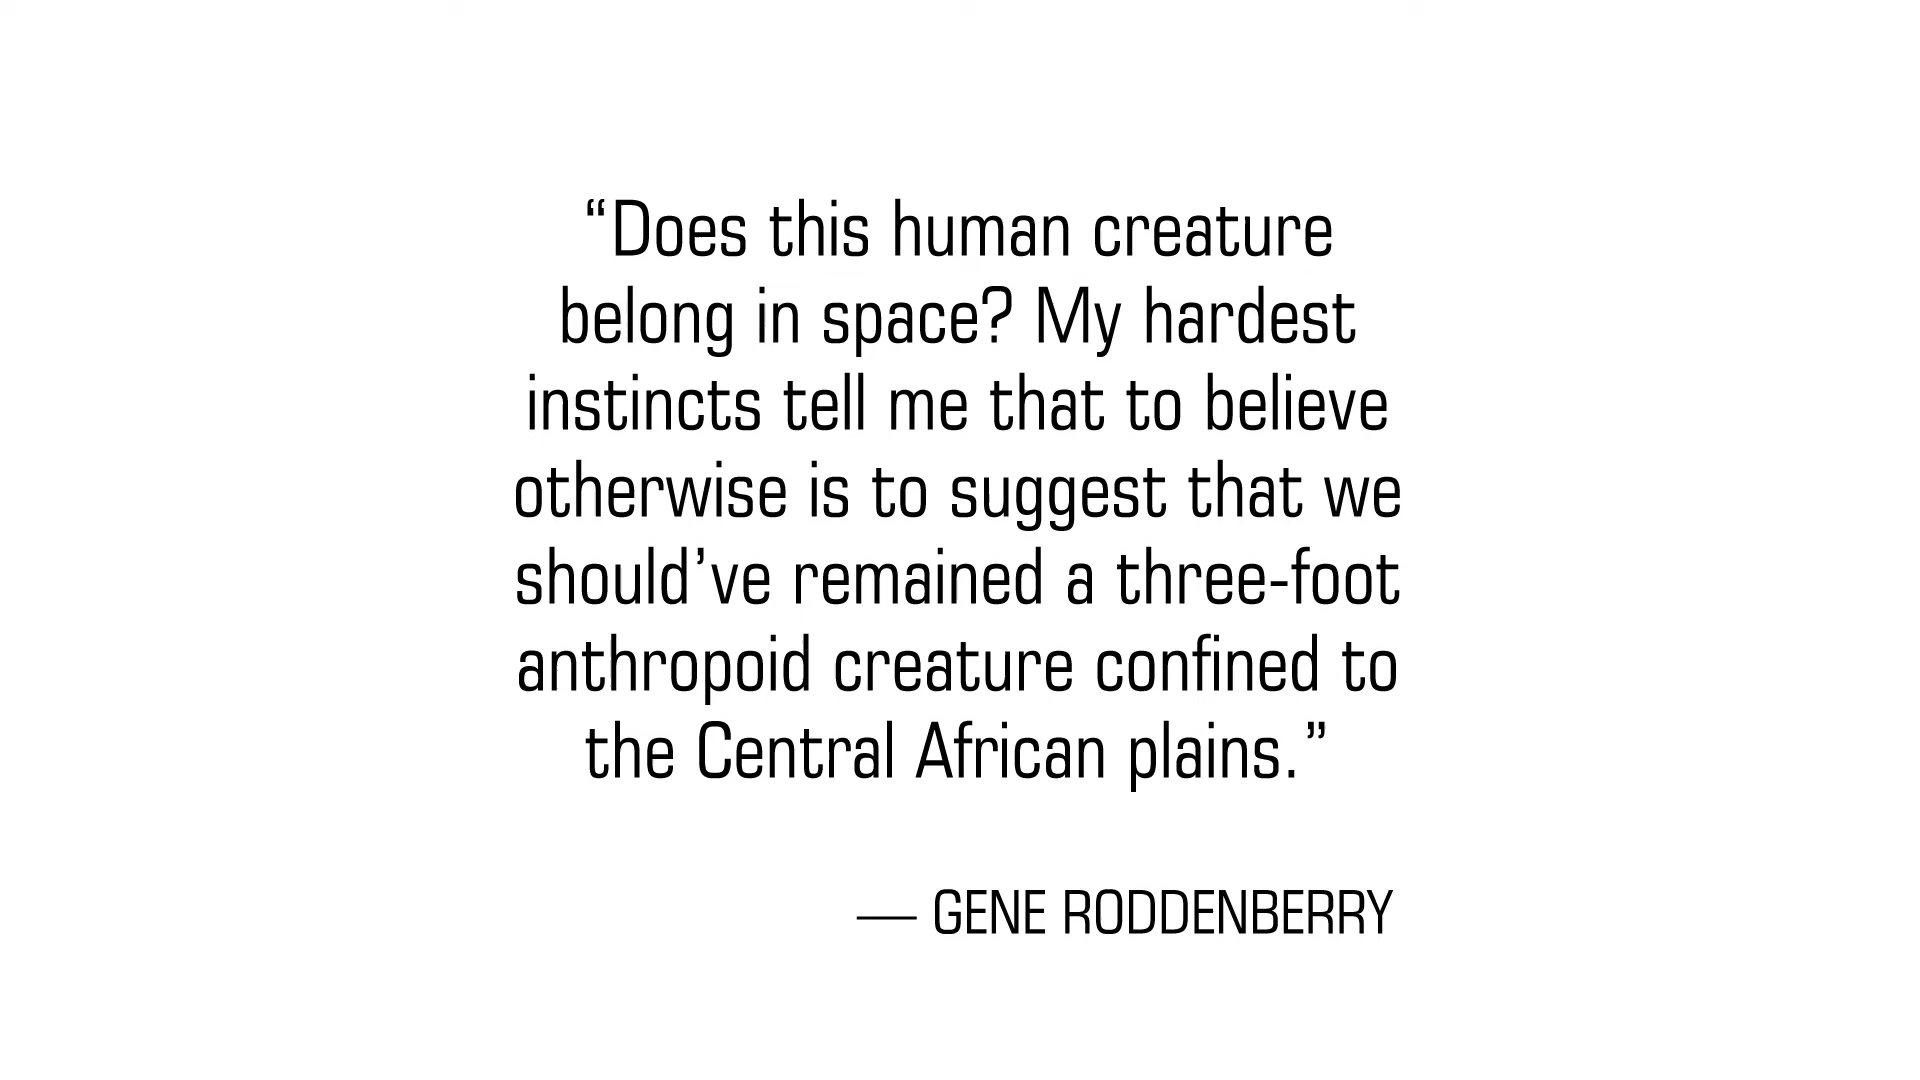 “Does this human creature
belong in space? My hardest
instincts tell me that to believe
otherwise is to suggest that we
should’ve remained a three-foot
anthropoid creature confined to
the Central African plains.”
— GENE RODDENBERRY